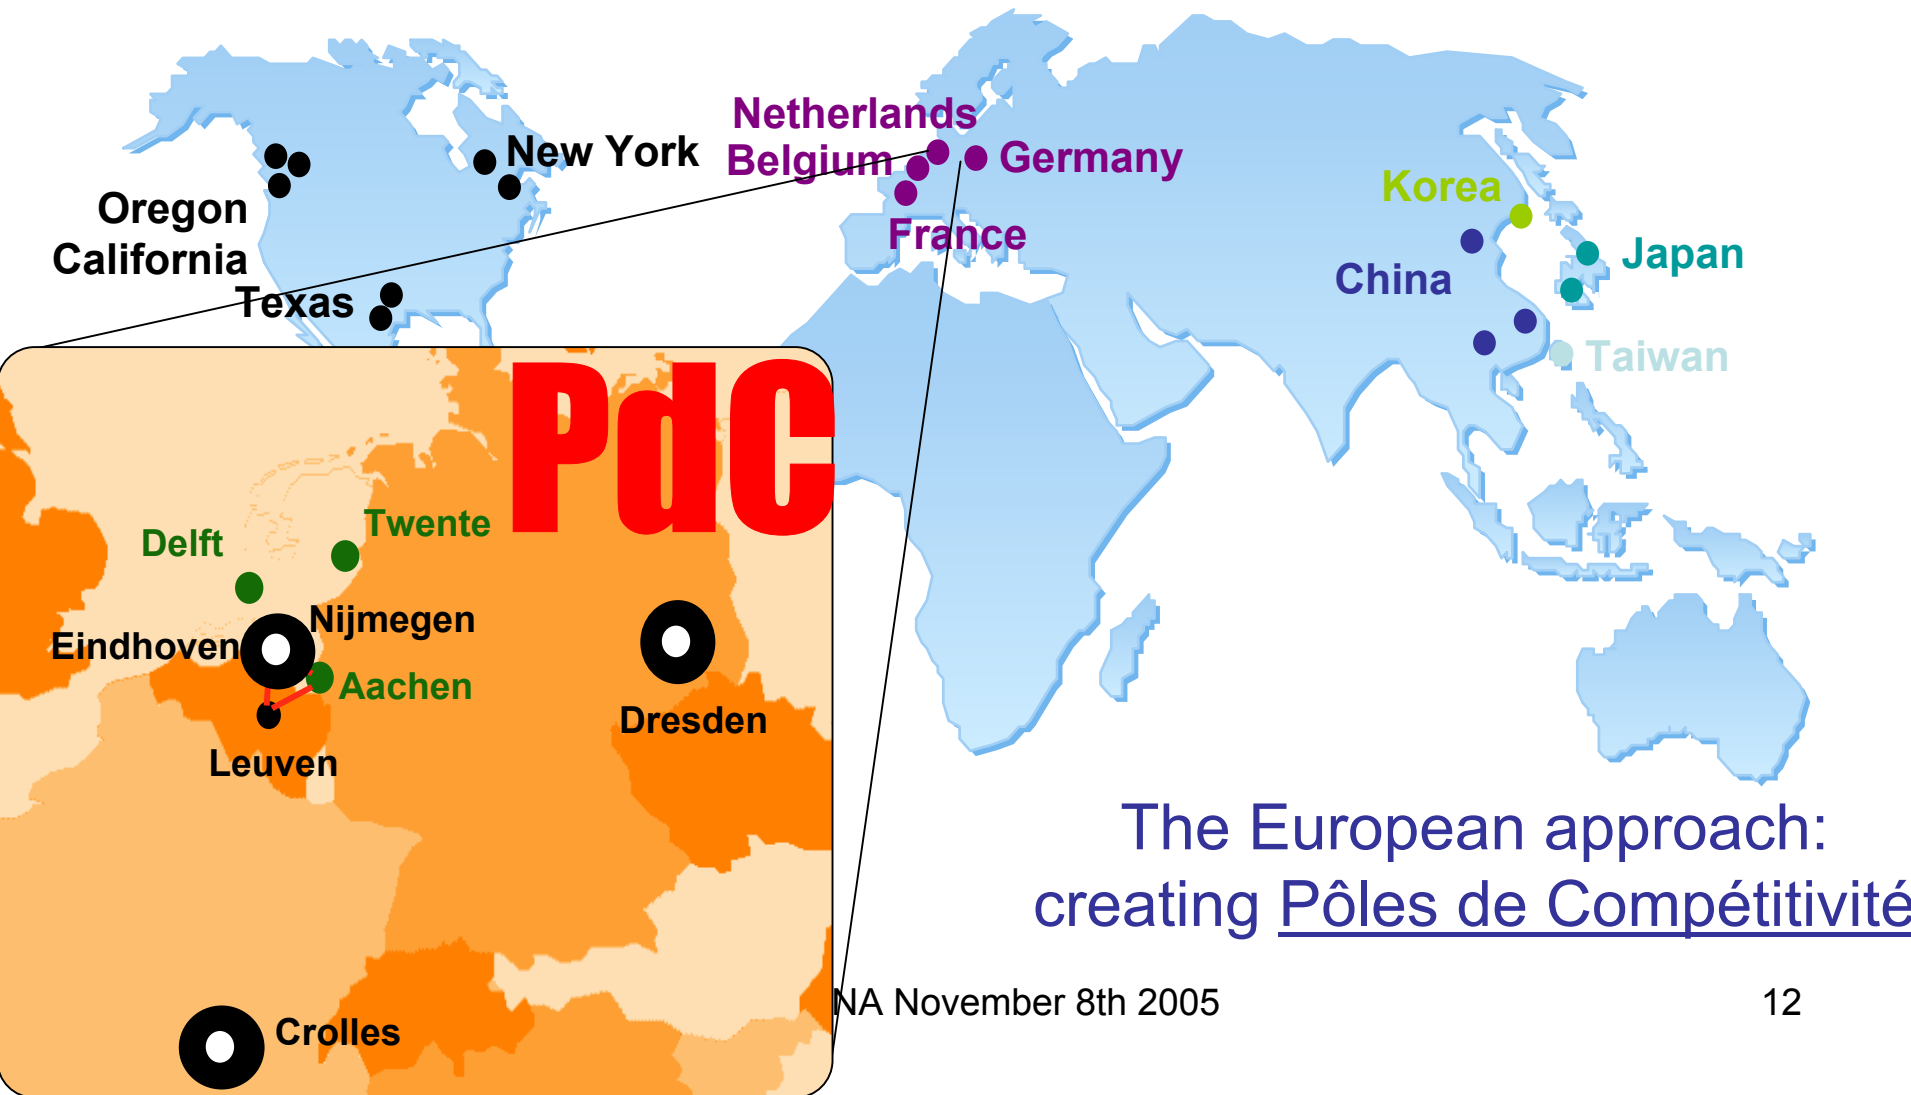 Netherlands
New York
Belgium
Germany
Korea
Oregon
France
California
Japan
China
Texas
Taiwan
PdC
Twente
Delft
Nijmegen
Eindhoven
Aachen
Dresden
Leuven
The European approach:
creating Pôles de Compétitivité
NA November 8th 2005
12
Crolles